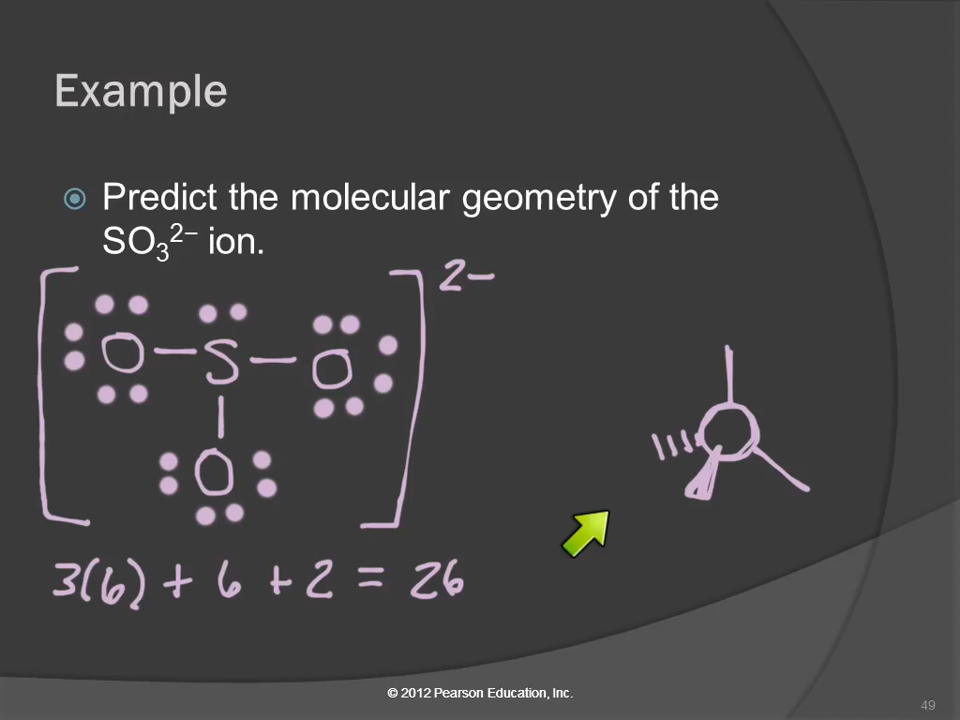 Example
Predict the molecular geometry of the
SO₃²⁻ ion.
2−
O − S − O
O
3(6) + 6 + 2 = 26
© 2012 Pearson Education, Inc.
49